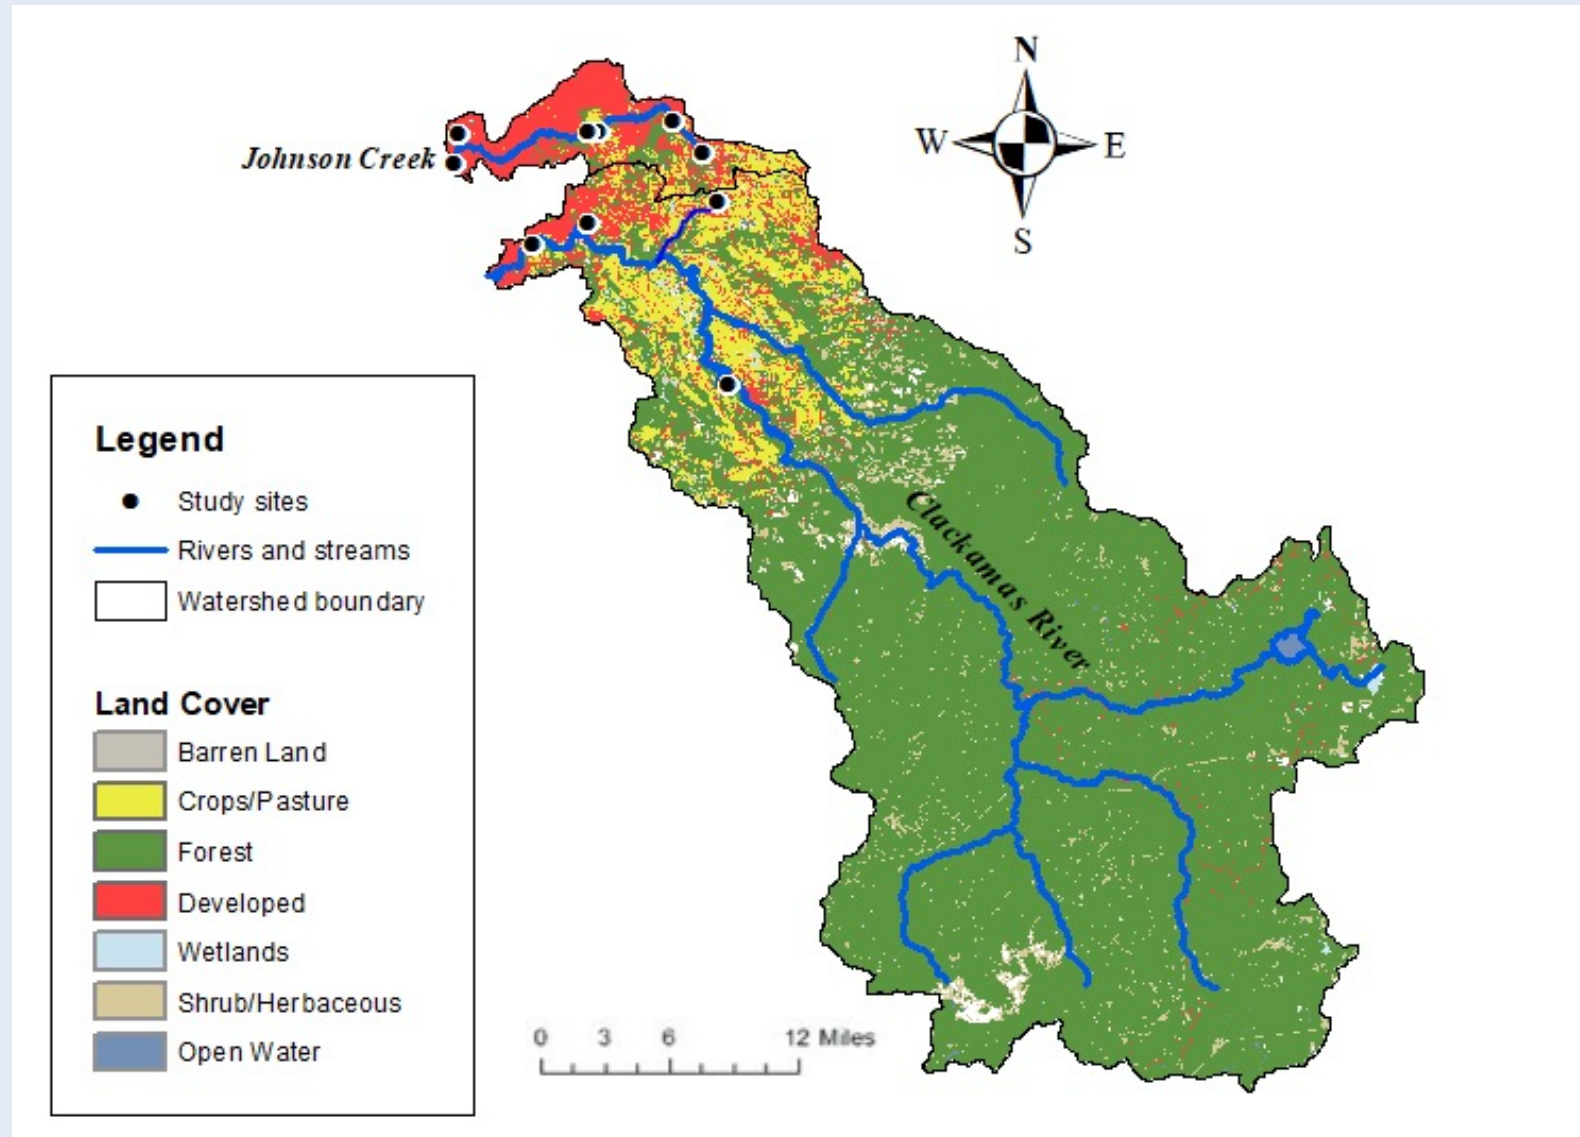 N
W E
S
Johnson Creek
Clackamas River
Legend
Study sites
Rivers and streams
Watershed boundary
Land Cover
Barren Land
Crops/Pasture
Forest
Developed
Wetlands
Shrub/Herbaceous
Open Water
0 3 6 12 Miles